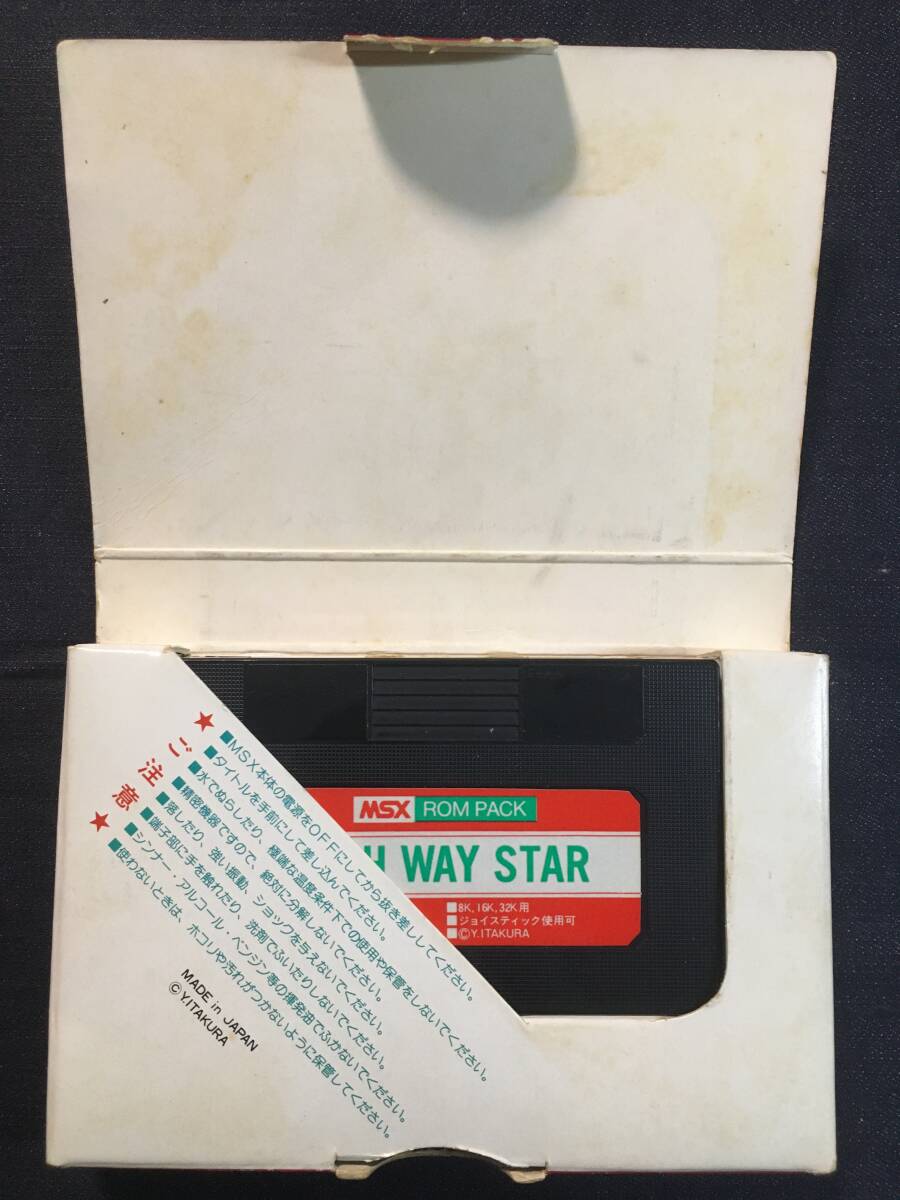 ★ご注意★
■MSX本体の電源をOFFにしてから抜き差ししてください。
■タイトルを手前にして差し込んでください。
■水でぬらしたり、極端な温度条件下での使用や保管をしないでください。
■精密機器ですので、絶対に分解しないでください。
■落したり、強い振動、ショックを与えないでください。
■端子部に手を触れたり、洗剤でふいたりしないでください。
■シンナー・アルコール・ベンジン等の揮発油でふかないでください。
■使わないときは、ホコリや汚れがつかないように保管してください。
MADE in JAPAN
©Y.ITAKURA
MSX ROM PACK
H WAY STAR
■8K, 16K, 32K用
■ジョイスティック使用可
■©Y.ITAKURA